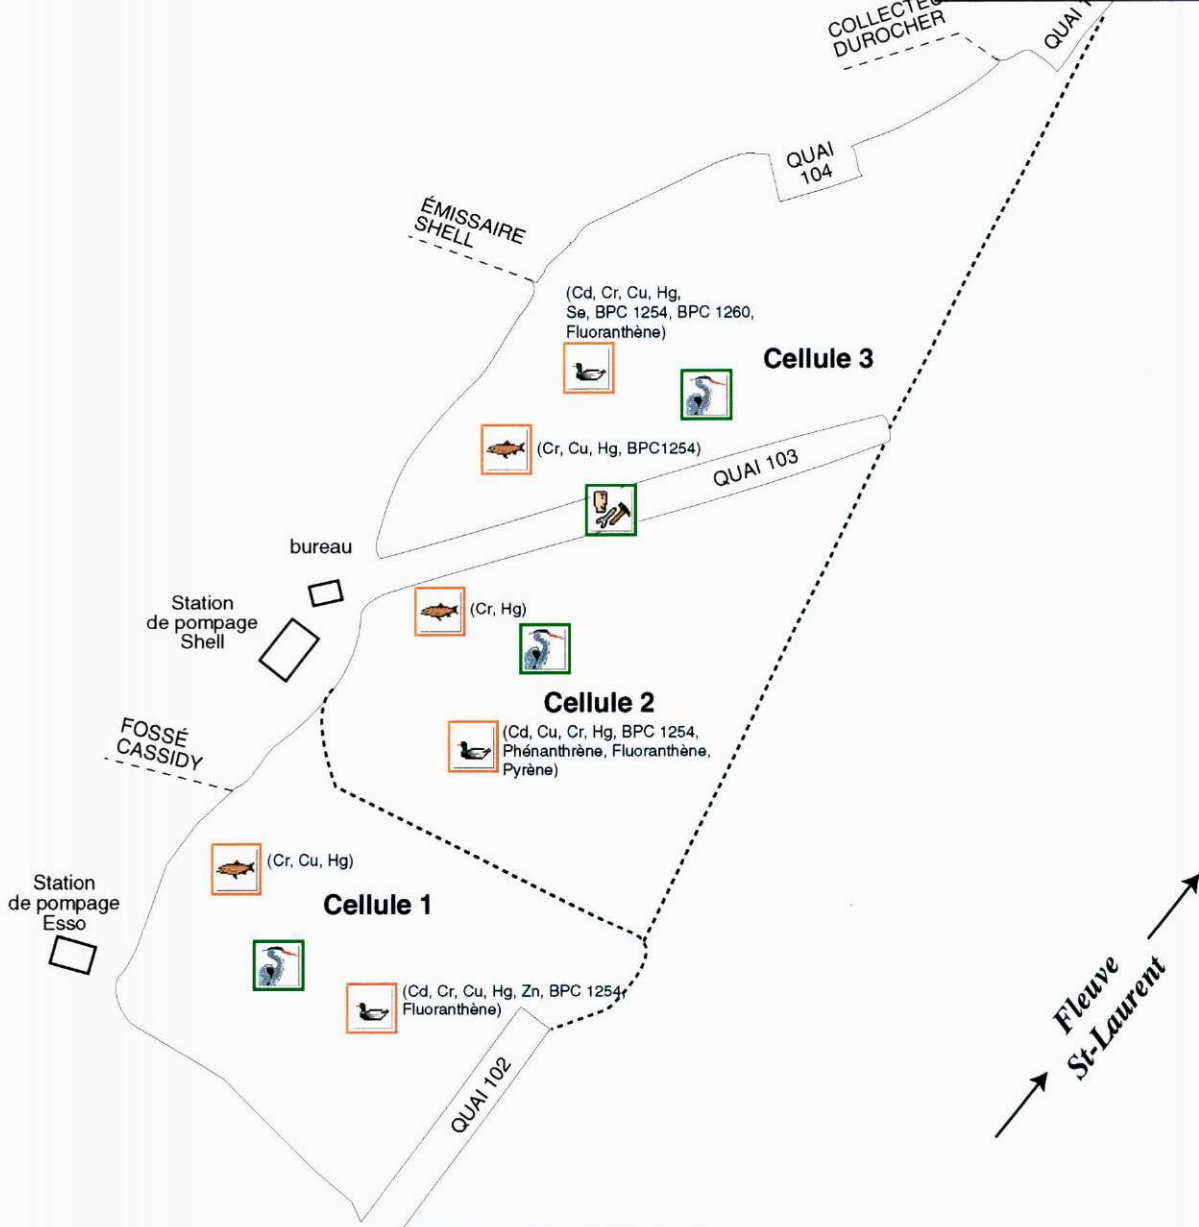 DUROCHER
QUAI
QUAI
104
ÉMISSAIRE
SHELL
(Cd, Cr, Cu, Hg,
Se, BPC 1254, BPC 1260,
Fluoranthène)
Cellule 3
(Cr, Cu, Hg, BPC1254)
QUAI 103
bureau
Station
de pompage
Shell
(Cr, Hg)
Cellule 2
(Cd, Cu, Cr, Hg, BPC 1254,
Phénanthrène, Fluoranthène,
Pyrène)
FOSSÉ
CASSIDY
(Cr, Cu, Hg)
Cellule 1
Station
de pompage
Esso
(Cd, Cr, Cu, Hg, Zn, BPC 1254,
Fluoranthène)
QUAI 102
Fleuve
St-Laurent